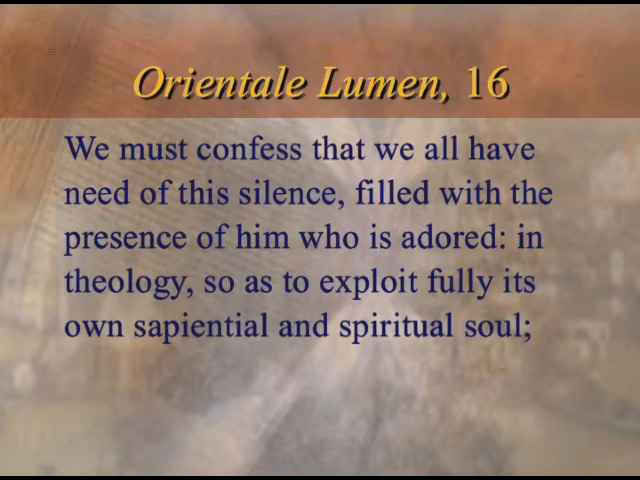 Orientale Lumen, 16
We must confess that we all have
need of this silence, filled with the
presence of him who is adored: in
theology, so as to exploit fully its
own sapiential and spiritual soul;